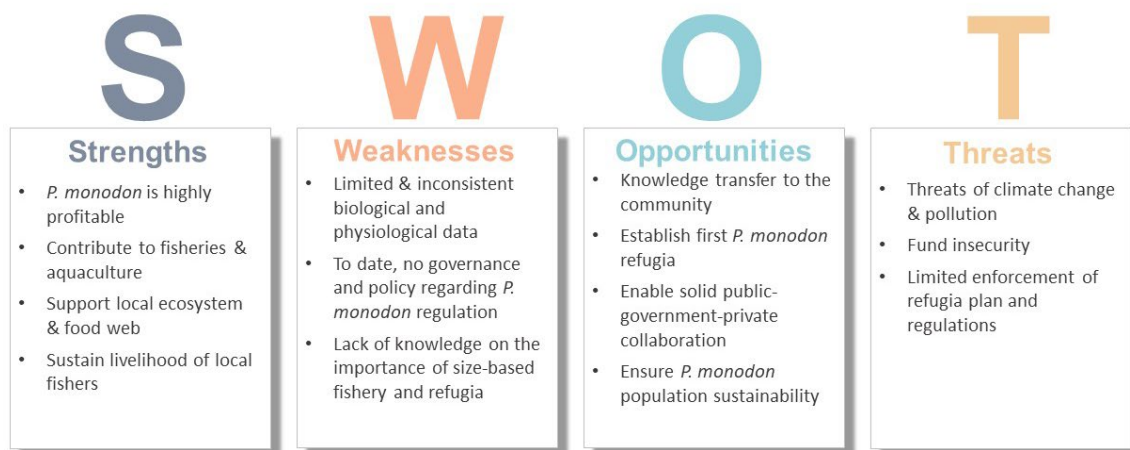 S
Strengths
• P. monodon is highly
profitable
• Contribute to fisheries &
aquaculture
• Support local ecosystem
& food web
• Sustain livelihood of local
fishers
W
Weaknesses
• Limited & inconsistent
biological and
physiological data
• To date, no governance
and policy regarding P.
monodon regulation
• Lack of knowledge on the
importance of size-based
fishery and refugia
O
Opportunities
• Knowledge transfer to the
community
• Establish first P. monodon
refugia
• Enable solid public-
government-private
collaboration
• Ensure P. monodon
population sustainability
T
Threats
• Threats of climate change
& pollution
• Fund insecurity
• Limited enforcement of
refugia plan and
regulations